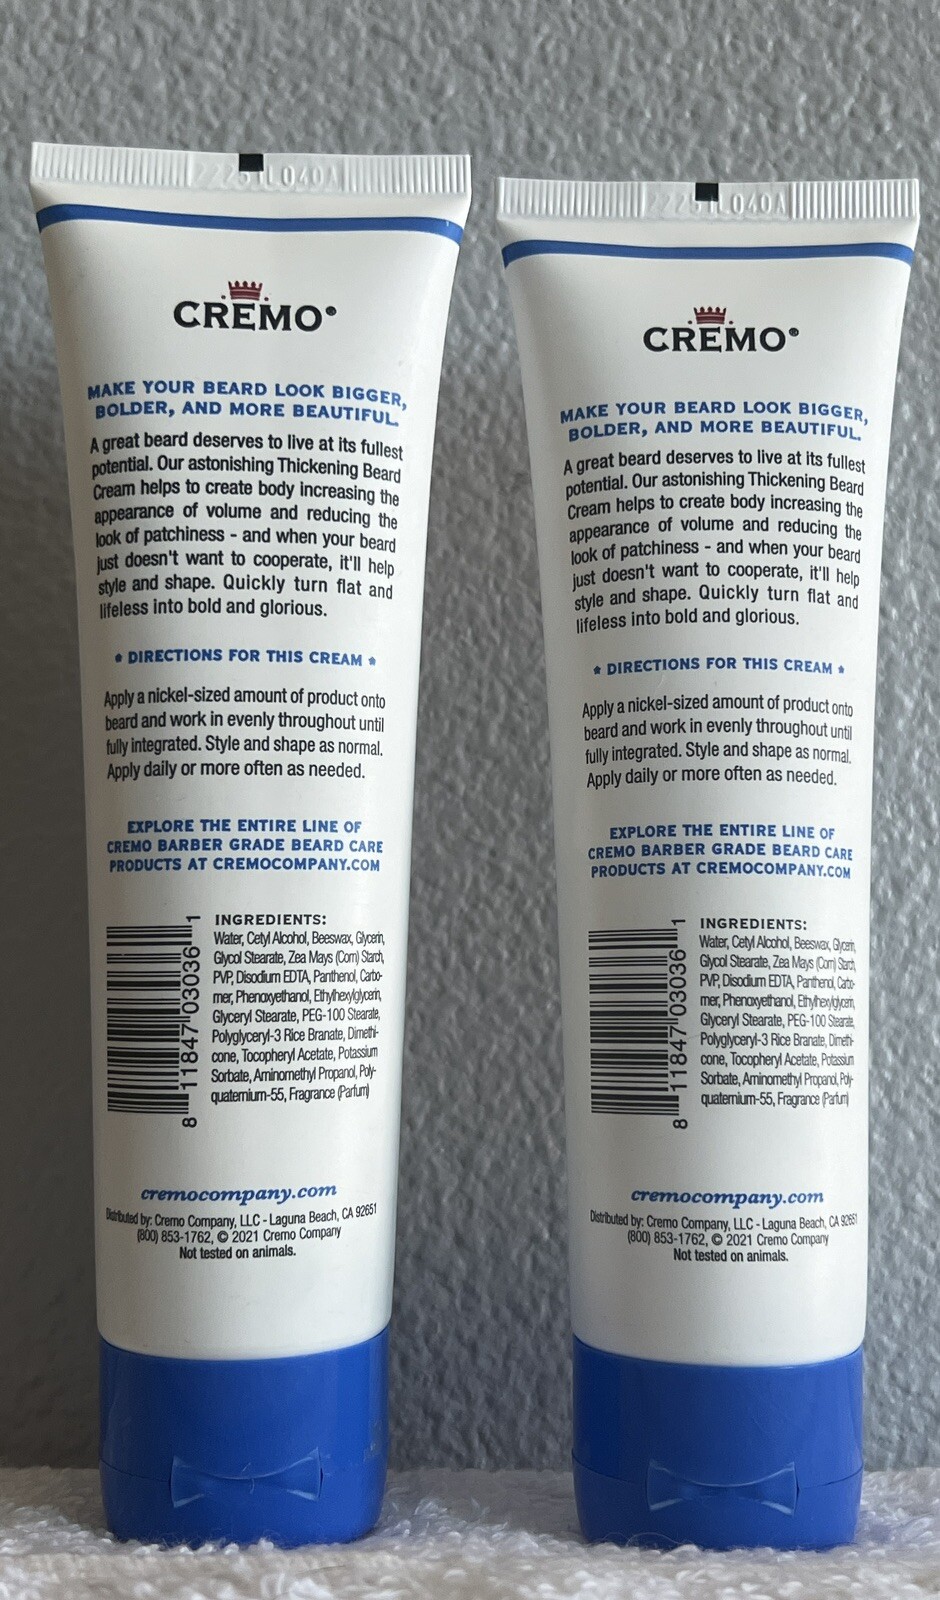 22251L040A
CREMO®
MAKE YOUR BEARD LOOK BIGGER,
BOLDER, AND MORE BEAUTIFUL.
A great beard deserves to live at its fullest
potential. Our astonishing Thickening Beard
Cream helps to create body increasing the
appearance of volume and reducing the
look of patchiness - and when your beard
just doesn't want to cooperate, it'll help
style and shape. Quickly turn flat and
lifeless into bold and glorious.
* DIRECTIONS FOR THIS CREAM *
Apply a nickel-sized amount of product onto
beard and work in evenly throughout until
fully integrated. Style and shape as normal.
Apply daily or more often as needed.
EXPLORE THE ENTIRE LINE OF
CREMO BARBER GRADE BEARD CARE
PRODUCTS AT CREMOCOMPANY.COM
8 11847 03036 1
INGREDIENTS:
Water, Cetyl Alcohol, Beeswax, Glycerin,
Glycol Stearate, Zea Mays (Corn) Starch,
PVP, Disodium EDTA, Panthenol, Carbo-
mer, Phenoxyethanol, Ethylhexylglycerin,
Glyceryl Stearate, PEG-100 Stearate,
Polyglyceryl-3 Rice Branate, Dimethi-
cone, Tocopheryl Acetate, Potassium
Sorbate, Aminomethyl Propanol, Poly-
quaternium-55, Fragrance (Parfum)
cremocompany.com
Distributed by: Cremo Company, LLC - Laguna Beach, CA 92651
(800) 853-1762, © 2021 Cremo Company
Not tested on animals.
22251L040A
CREMO®
MAKE YOUR BEARD LOOK BIGGER,
BOLDER, AND MORE BEAUTIFUL.
A great beard deserves to live at its fullest
potential. Our astonishing Thickening Beard
Cream helps to create body increasing the
appearance of volume and reducing the
look of patchiness - and when your beard
just doesn't want to cooperate, it'll help
style and shape. Quickly turn flat and
lifeless into bold and glorious.
* DIRECTIONS FOR THIS CREAM *
Apply a nickel-sized amount of product onto
beard and work in evenly throughout until
fully integrated. Style and shape as normal.
Apply daily or more often as needed.
EXPLORE THE ENTIRE LINE OF
CREMO BARBER GRADE BEARD CARE
PRODUCTS AT CREMOCOMPANY.COM
8 11847 03036 1
INGREDIENTS:
Water, Cetyl Alcohol, Beeswax, Glycerin,
Glycol Stearate, Zea Mays (Corn) Starch,
PVP, Disodium EDTA, Panthenol, Carbo-
mer, Phenoxyethanol, Ethylhexylglycerin,
Glyceryl Stearate, PEG-100 Stearate,
Polyglyceryl-3 Rice Branate, Dimethi-
cone, Tocopheryl Acetate, Potassium
Sorbate, Aminomethyl Propanol, Poly-
quaternium-55, Fragrance (Parfum)
cremocompany.com
Distributed by: Cremo Company, LLC - Laguna Beach, CA 92651
(800) 853-1762, © 2021 Cremo Company
Not tested on animals.